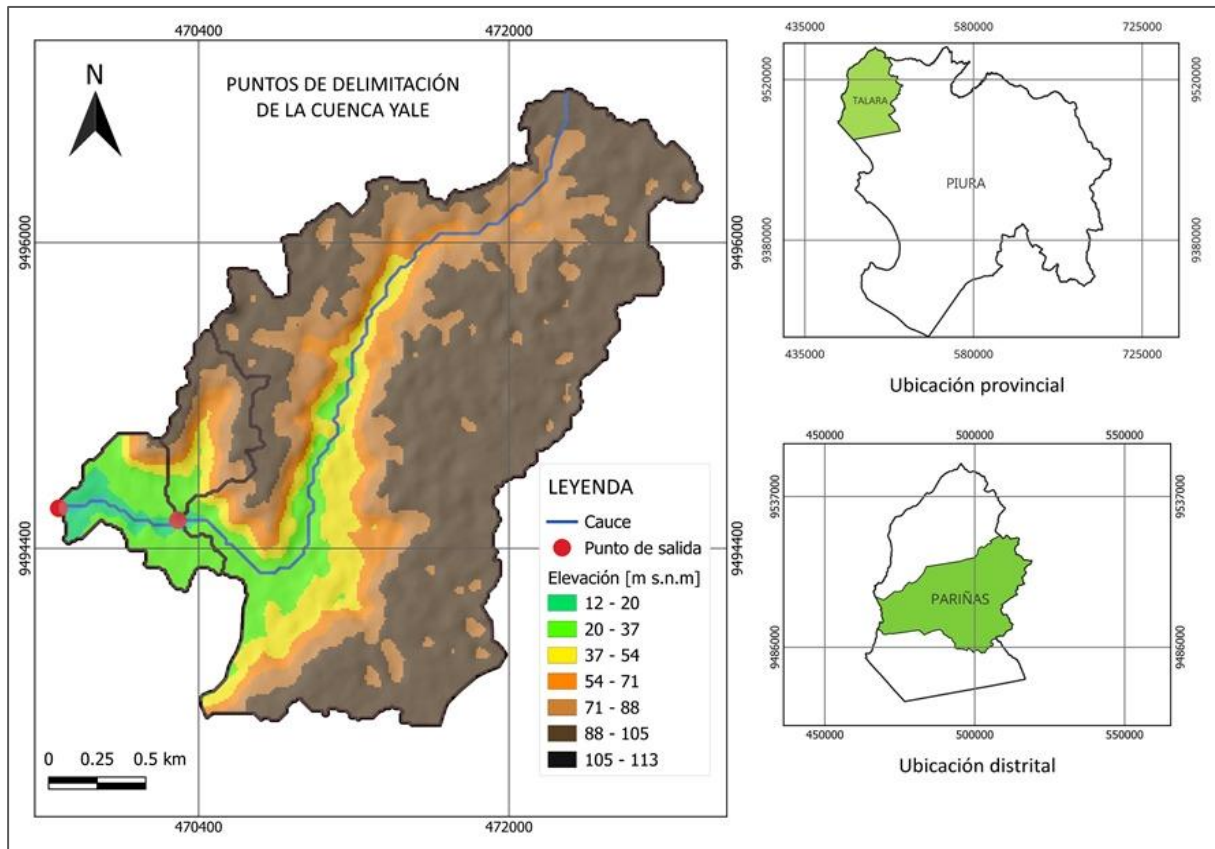 470400
472000
N
PUNTOS DE DELIMITACIÓN
DE LA CUENCA YALE
9496000
9496000
9494400
9494400
LEYENDA
Cauce
Punto de salida
Elevación [m s.n.m]
12 - 20
20 - 37
37 - 54
54 - 71
71 - 88
88 - 105
105 - 113
0 0.25 0.5 km
470400
472000
435000
580000
725000
9520000
9520000
TALARA
PIURA
9380000
9380000
435000
580000
725000
Ubicación provincial
450000
500000
550000
9537000
9537000
PARIÑAS
9486000
9486000
450000
500000
550000
Ubicación distrital